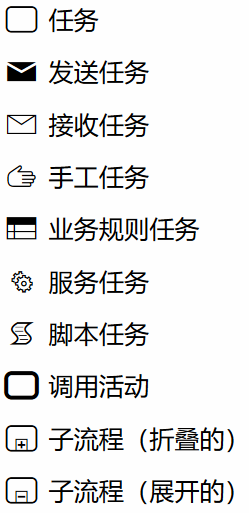 任务
发送任务
接收任务
手工任务
业务规则任务
服务任务
脚本任务
调用活动
子流程（折叠的）
子流程（展开的）